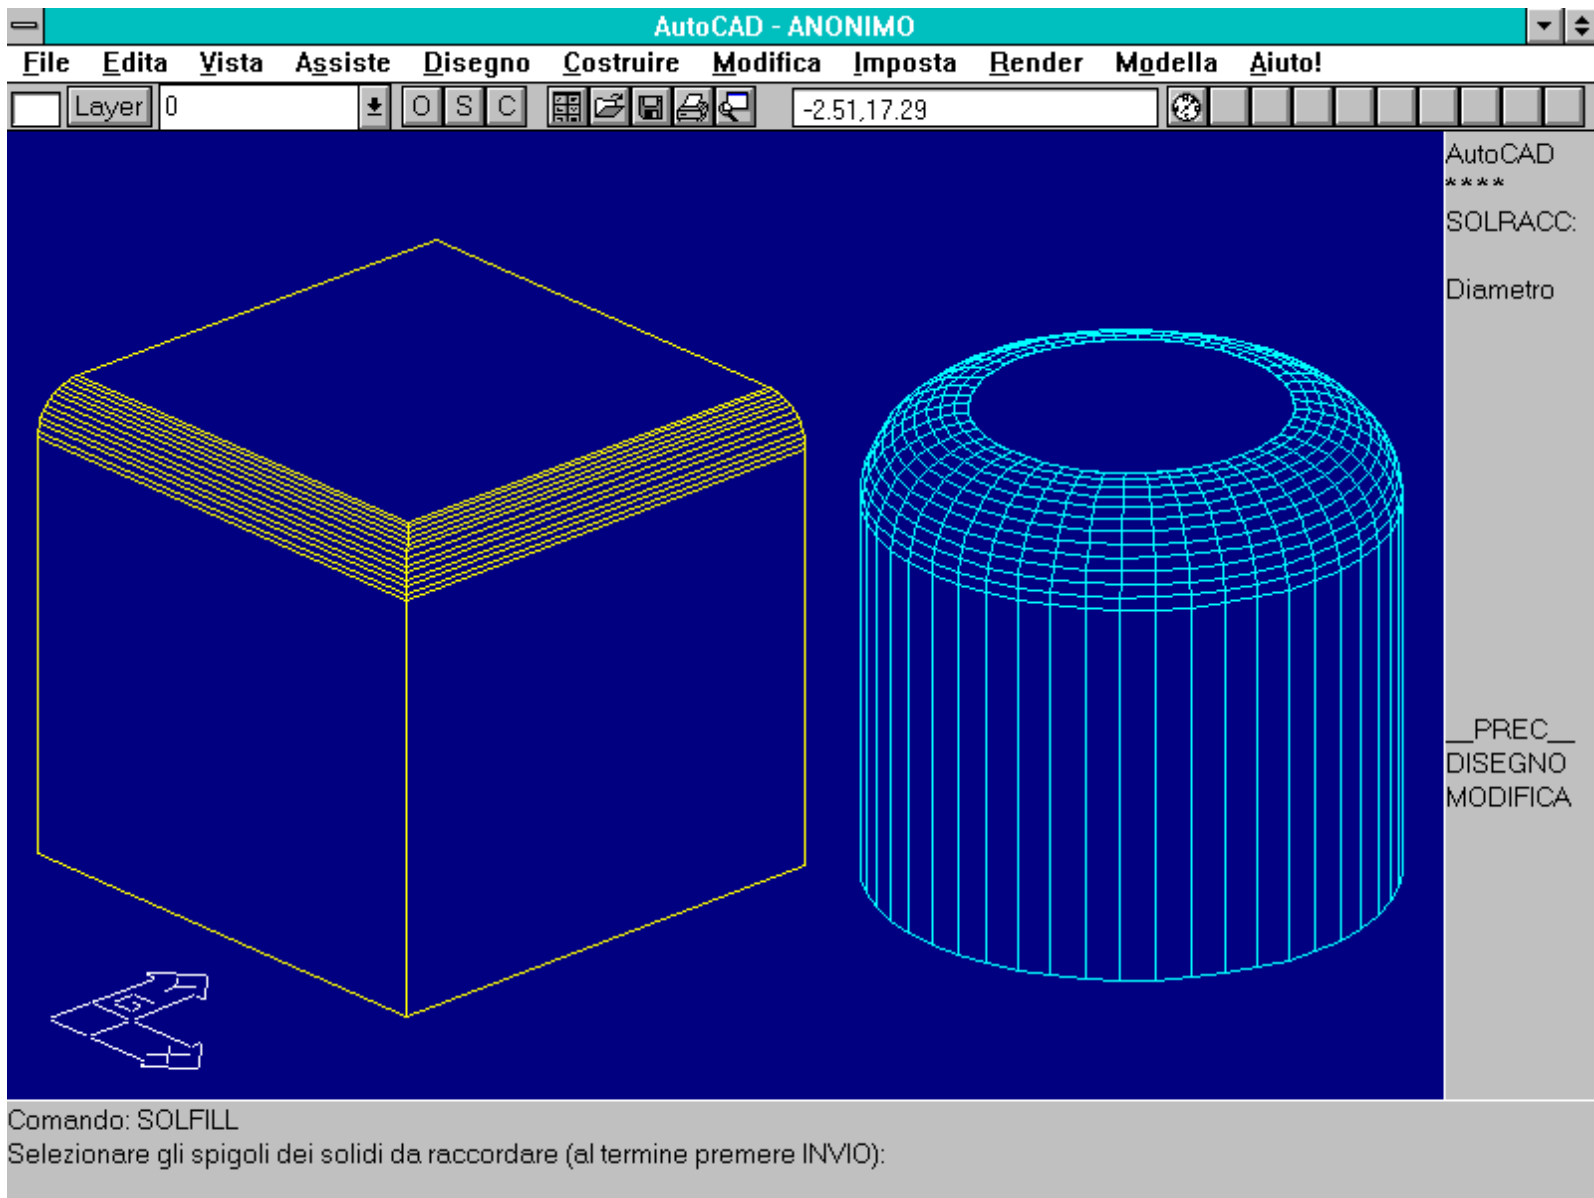 AutoCAD - ANONIMO
File Edita Vista Assiste Disegno Costruire Modifica Imposta Render Modella Aiuto!
Layer 0 O S C -2.51,17.29
AutoCAD
****
SOLRACC:
Diametro
__PREC__
DISEGNO
MODIFICA
Comando: SOLFILL
Selezionare gli spigoli dei solidi da raccordare (al termine premere INVIO):